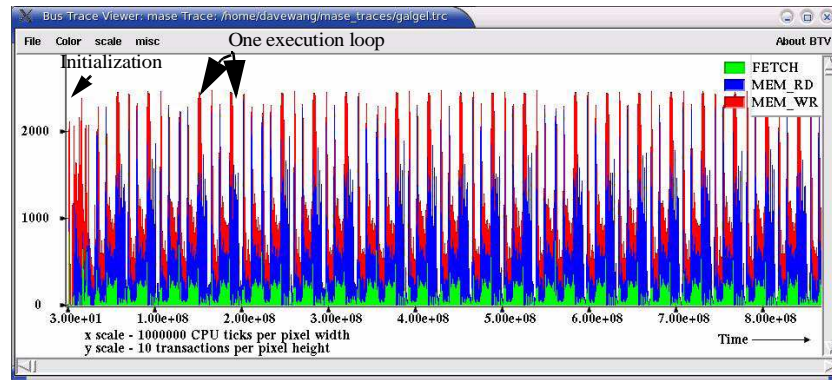 Bus Trace Viewer: mase Trace: /home/davewang/mase_traces/galgel.trc
File Color scale misc About BTV
One execution loop
Initialization
FETCH
MEM_RD
MEM_WR
2000
1000
0
3.00e+01 1.00e+08 2.00e+08 3.00e+08 4.00e+08 5.00e+08 6.00e+08 7.00e+08 8.00e+08
x scale - 1000000 CPU ticks per pixel width
y scale - 10 transactions per pixel height
Time